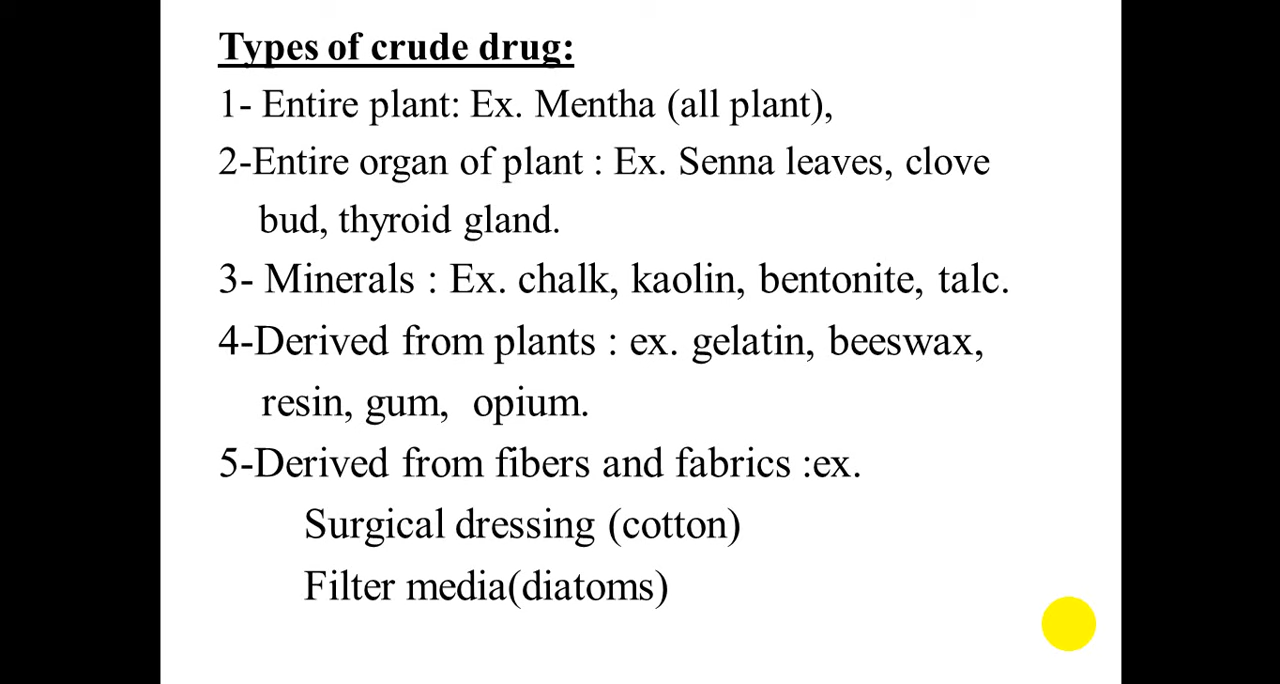 Types of crude drug:
1- Entire plant: Ex. Mentha (all plant),
2-Entire organ of plant : Ex. Senna leaves, clove
bud, thyroid gland.
3- Minerals : Ex. chalk, kaolin, bentonite, talc.
4-Derived from plants : ex. gelatin, beeswax,
resin, gum, opium.
5-Derived from fibers and fabrics :ex.
Surgical dressing (cotton)
Filter media(diatoms)